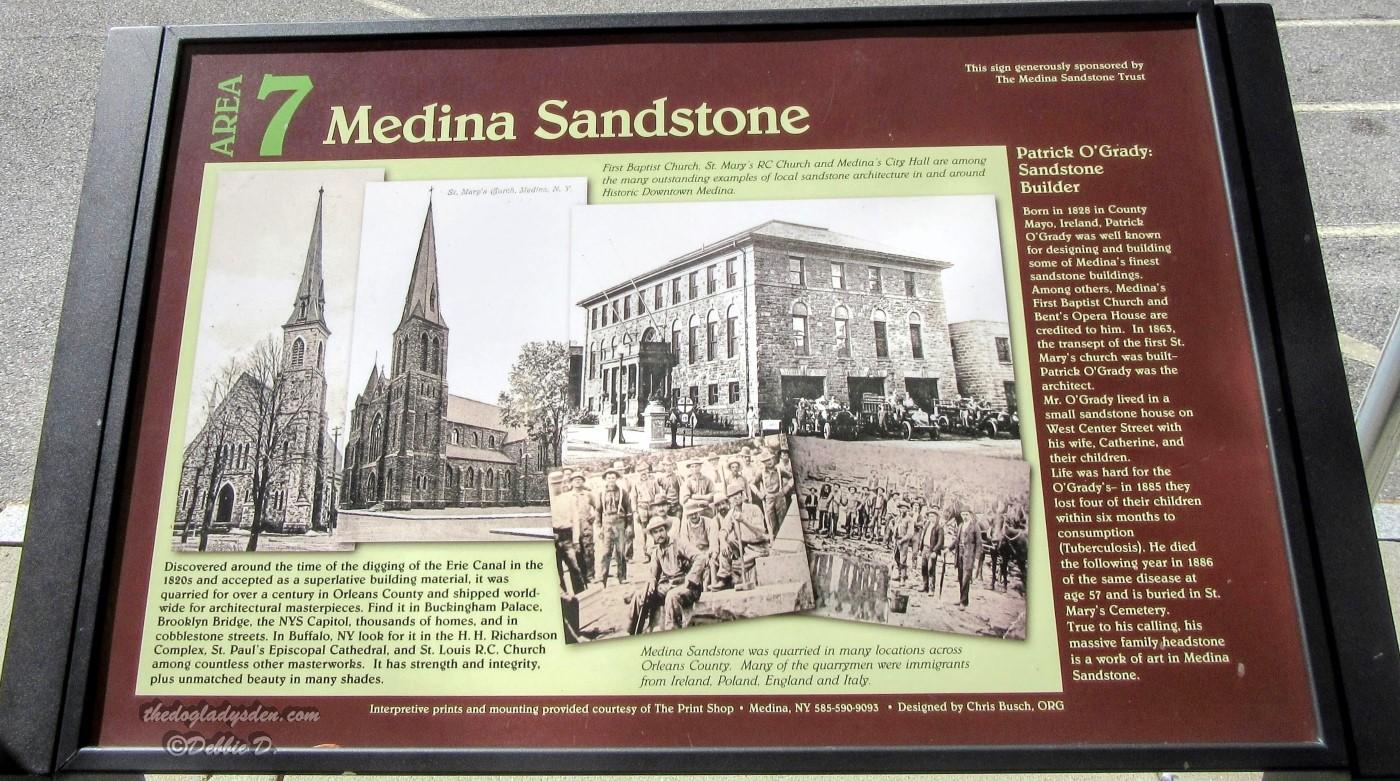 AREA
7
Medina Sandstone
This sign generously sponsored by
The Medina Sandstone Trust
First Baptist Church, St. Mary's RC Church and Medina's City Hall are among
the many outstanding examples of local sandstone architecture in and around
Historic Downtown Medina.
St. Mary's Church, Medina, N. Y.
Discovered around the time of the digging of the Erie Canal in the
1820s and accepted as a superlative building material, it was
quarried for over a century in Orleans County and shipped world-
wide for architectural masterpieces. Find it in Buckingham Palace,
Brooklyn Bridge, the NYS Capitol, thousands of homes, and in
cobblestone streets. In Buffalo, NY look for it in the H. H. Richardson
Complex, St. Paul's Episcopal Cathedral, and St. Louis R.C. Church
among countless other masterworks. It has strength and integrity,
plus unmatched beauty in many shades.
Medina Sandstone was quarried in many locations across
Orleans County. Many of the quarrymen were immigrants
from Ireland, Poland, England and Italy.
Patrick O'Grady:
Sandstone
Builder
Born in 1828 in County
Mayo, Ireland, Patrick
O'Grady was well known
for designing and building
some of Medina's finest
sandstone buildings.
Among others, Medina's
First Baptist Church and
Bent's Opera House are
credited to him. In 1863,
the transept of the first St.
Mary's church was built–
Patrick O'Grady was the
architect.
Mr. O'Grady lived in a
small sandstone house on
West Center Street with
his wife, Catherine, and
their children.
Life was hard for the
O'Grady's– in 1885 they
lost four of their children
within six months to
consumption
(Tuberculosis). He died
the following year in 1886
of the same disease at
age 57 and is buried in St.
Mary's Cemetery.
True to his calling, his
massive family headstone
is a work of art in Medina
Sandstone.
Interpretive prints and mounting provided courtesy of The Print Shop • Medina, NY 585-590-9093 • Designed by Chris Busch, ORG
thedogladysden.com
©Debbie D.